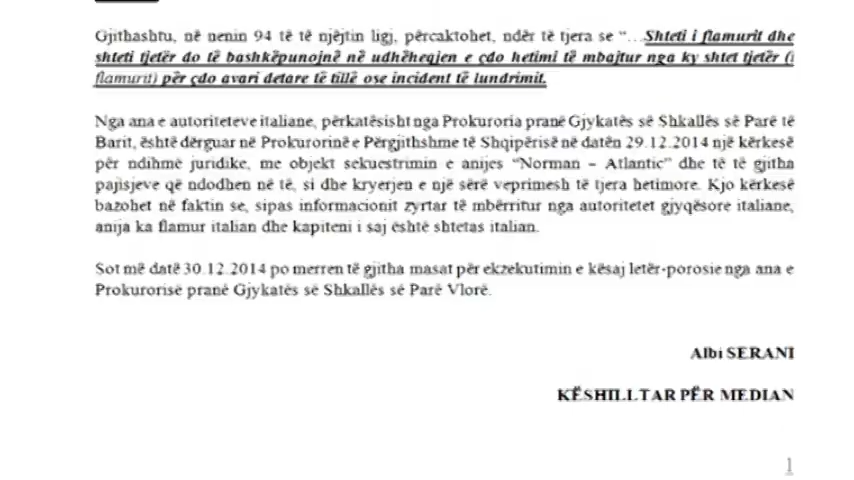 Gjithashtu, në nenin 94 të të njëjtin ligj, përcaktohet, ndër të tjera se “…Shteti i flamurit dhe
shteti tjetër do të bashkëpunojnë në udhëheqjen e çdo hetimi të mbajtur nga ky shtet tjetër (i
flamurit) për çdo avari detare të tillë ose incident të lundrimit.
Nga ana e autoriteteve italiane, përkatësisht nga Prokuroria pranë Gjykatës së Shkallës së Parë të
Barit, është dërguar në Prokurorinë e Përgjithshme të Shqipërisë në datën 29.12.2014 një kërkesë
për ndihmë juridike, me objekt sekuestrimin e anijes “Norman – Atlantic” dhe të të gjitha
pajisjeve që ndodhen në të, si dhe kryerjen e një sërë veprimesh të tjera hetimore. Kjo kërkesë
bazohet në faktin se, sipas informacionit zyrtar të mbërritur nga autoritetet gjyqësore italiane,
anija ka flamur italian dhe kapiteni i saj është shtetas italian.
Sot më datë 30.12.2014 po merren të gjitha masat për ekzekutimin e kësaj letër-porosie nga ana e
Prokurorisë pranë Gjykatës së Shkallës së Parë Vlorë.
Albi SERANI
KËSHILLTAR PËR MEDIAN
1